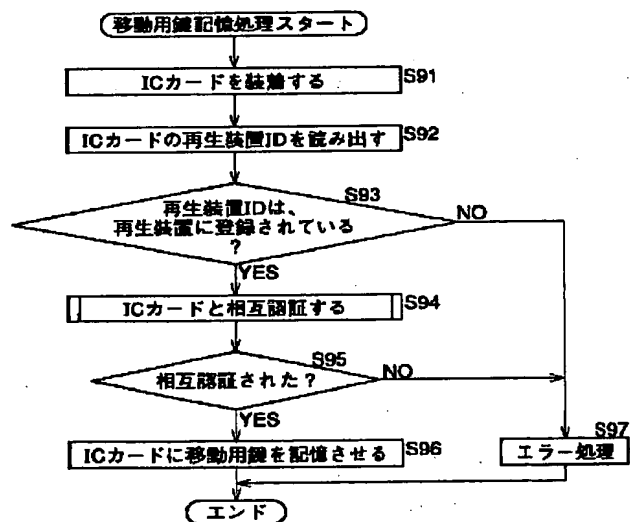 移動用鍵記憶処理スタート
ICカードを装着する
S91
ICカードの再生装置IDを読み出す
S92
S93
再生装置IDは、
再生装置に登録されている
?
NO
YES
ICカードと相互認証する
S94
S95
相互認証された?
NO
YES
ICカードに移動用鍵を記憶させる
S96
S97
エラー処理
エンド